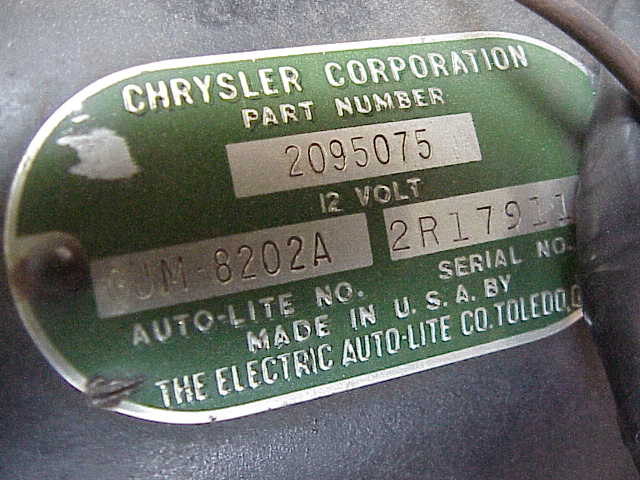 CHRYSLER CORPORATION
PART NUMBER
2095075
12 VOLT
GJM 8202A 2R17911
AUTO-LITE NO. SERIAL NO.
MADE IN U.S.A. BY
THE ELECTRIC AUTO-LITE CO. TOLEDO, O